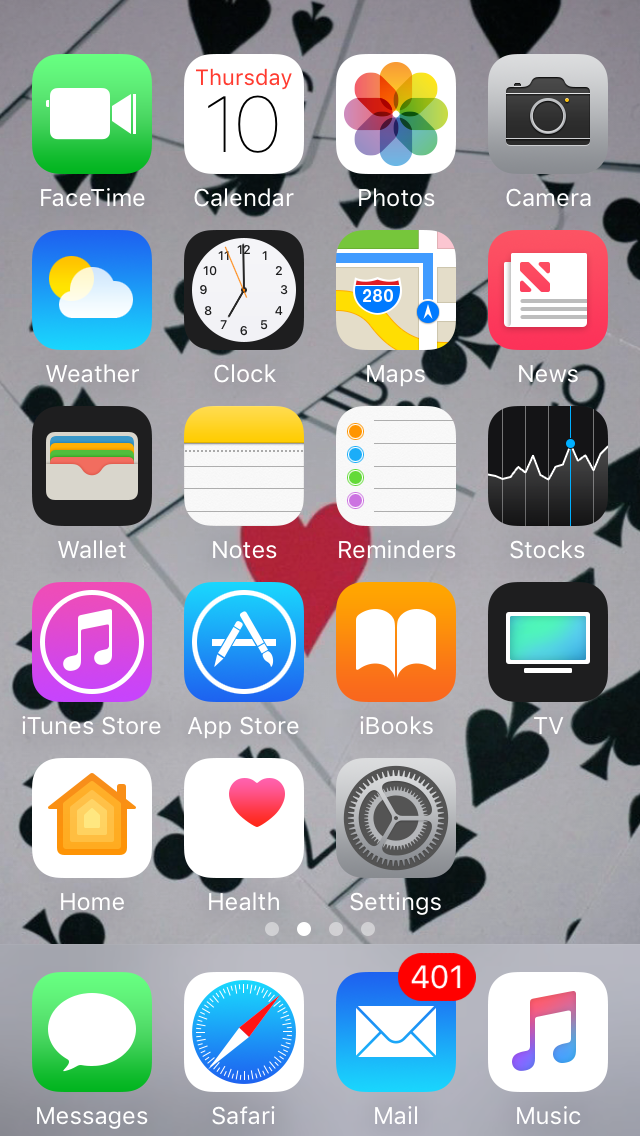 Thursday
10
FaceTime
Calendar
Photos
Camera
12
11
1
10
2
9
3
8
4
7
5
6
280
Weather
Clock
Maps
News
Wallet
Notes
Reminders
Stocks
iTunes Store
App Store
iBooks
TV
Home
Health
Settings
401
Messages
Safari
Mail
Music